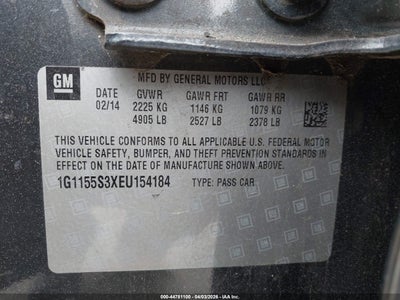 GM
MFD BY GENERAL MOTORS LLC
DATE GVWR GAWR FRT GAWR RR
02/14 2225 KG 1146 KG 1079 KG
4905 LB 2527 LB 2378 LB
THIS VEHICLE CONFORMS TO ALL APPLICABLE U.S. FEDERAL MOTOR
VEHICLE SAFETY, BUMPER, AND THEFT PREVENTION STANDARDS IN
EFFECT ON THE DATE OF MANUFACTURE SHOWN ABOVE.
1G1155S3XEU154184 TYPE: PASS CAR
000-44751100 - 04/03/2026 - IAAI.COM